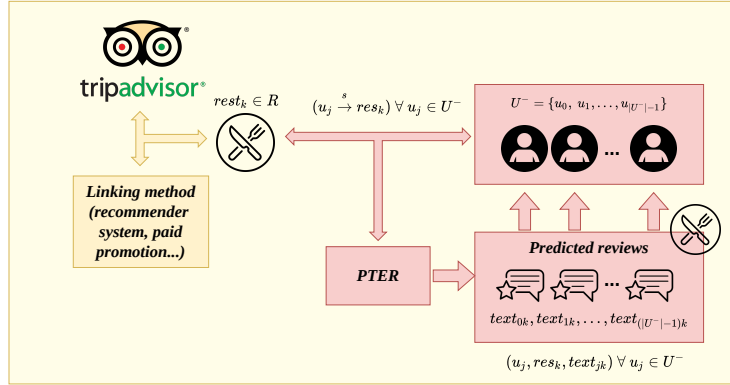 tripadvisor®
rest_k ∈ R
(u_j →^s res_k) ∀ u_j ∈ U^−
U^− = {u_0, u_1, . . . , u_{|U^−|−1}}
...
Linking method
(recommender
system, paid
promotion...)
PTER
Predicted reviews
...
text_{0k}, text_{1k}, . . . , text_{(|U^−|−1)k}
(u_j, res_k, text_{jk}) ∀ u_j ∈ U^−